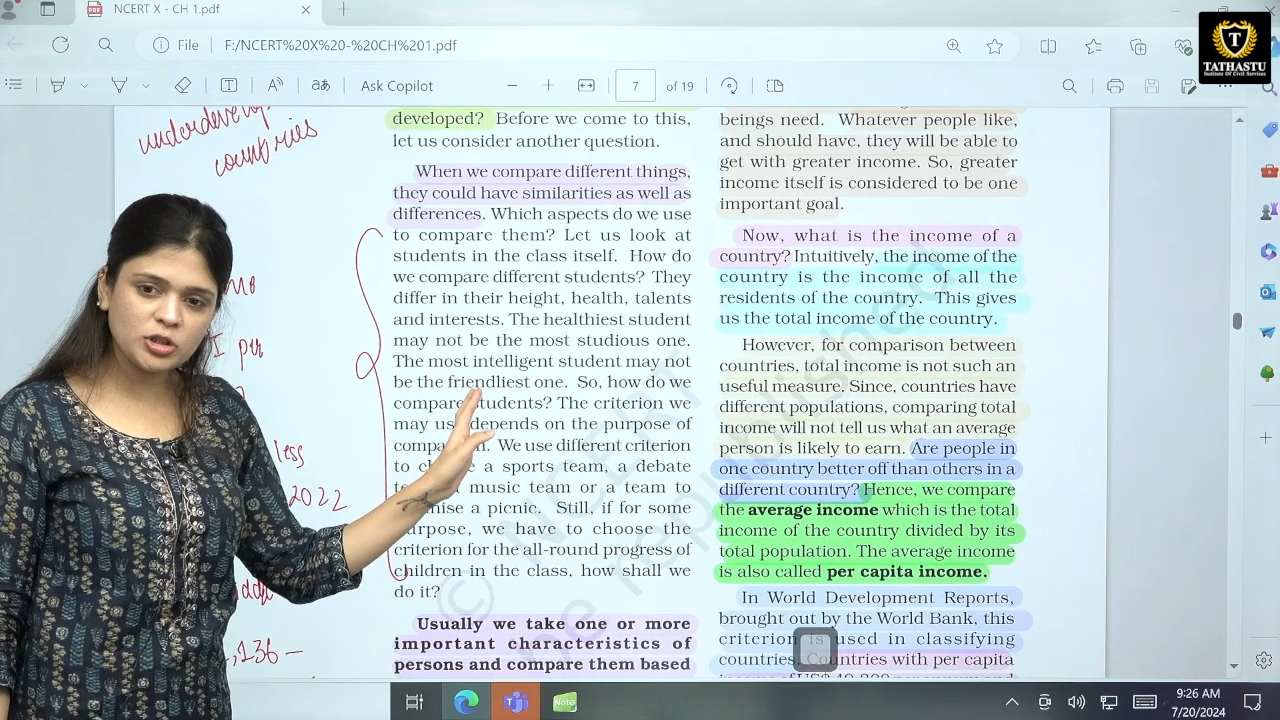 NCERT X - CH 1.pdf
File
F:/NCERT%20X%20-%20CH%201.pdf
T
TATHASTU
Institute Of Civil Services
Ask Copilot
7
of 19
underdevelop
countries
I per
less
2022
,236 —
developed? Before we come to this,
let us consider another question.
When we compare different things,
they could have similarities as well as
differences. Which aspects do we use
to compare them? Let us look at
students in the class itself. How do
we compare different students? They
differ in their height, health, talents
and interests. The healthiest student
may not be the most studious one.
The most intelligent student may not
be the friendliest one. So, how do we
compare students? The criterion we
may use depends on the purpose of
We use different criterion
to a sports team, a debate
music team or a team to
a picnic. Still, if for some
we have to choose the
criterion for the all-round progress of
children in the class, how shall we
do it?
Usually we take one or more
important characteristics of
persons and compare them based
beings need. Whatever people like,
and should have, they will be able to
get with greater income. So, greater
income itself is considered to be one
important goal.
Now, what is the income of a
country? Intuitively, the income of the
country is the income of all the
residents of the country. This gives
us the total income of the country.
However, for comparison between
countries, total income is not such an
useful measure. Since, countries have
different populations, comparing total
income will not tell us what an average
person is likely to earn. Are people in
one country better off than others in a
different country? Hence, we compare
the average income which is the total
income of the country divided by its
total population. The average income
is also called per capita income.
In World Development Reports,
brought out by the World Bank, this
criterion is used in classifying
countries. Countries with per capita
Note
9:26 AM
7/20/2024